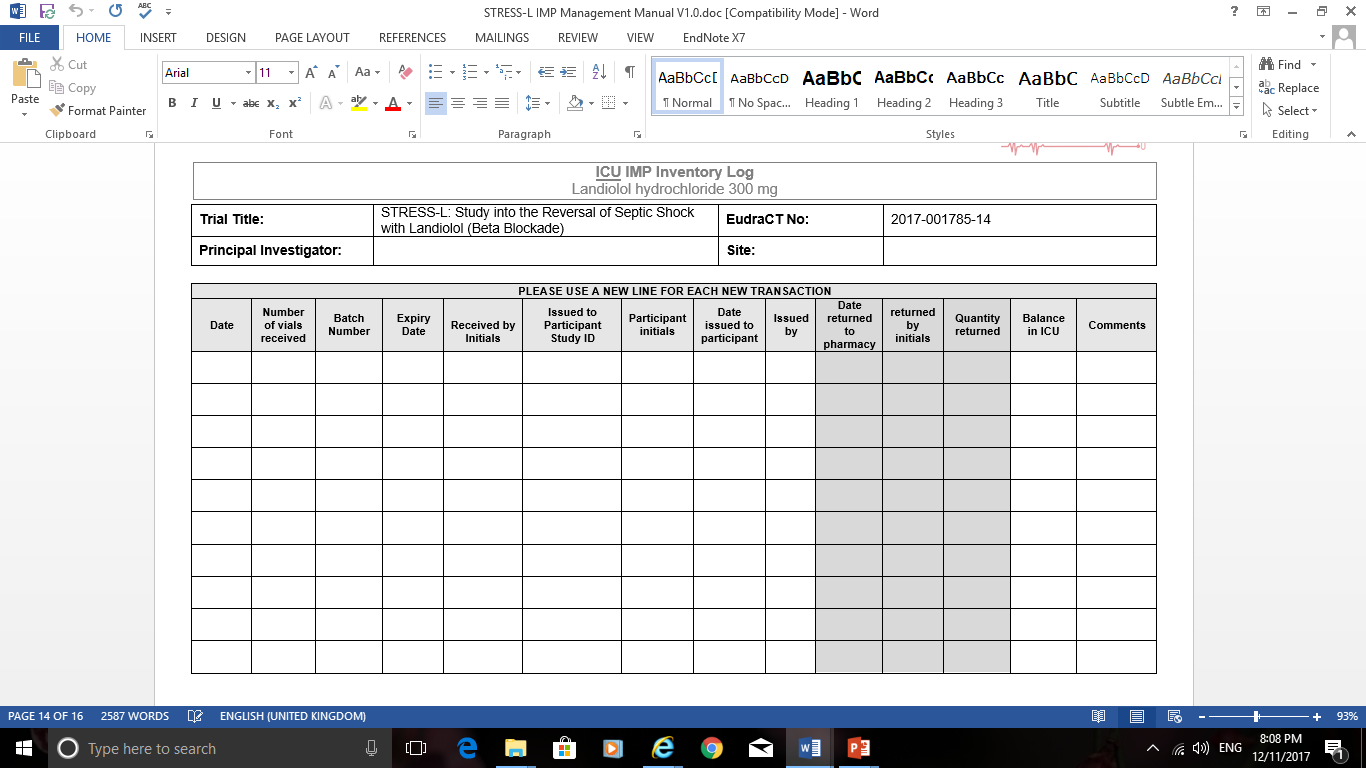 STRESS-L IMP Management Manual V1.0.doc [Compatibility Mode] - Word
FILE HOME INSERT DESIGN PAGE LAYOUT REFERENCES MAILINGS REVIEW VIEW EndNote X7
Paste
Cut
Copy
Format Painter
Arial 11
Clipboard Font Paragraph Styles Editing
AaBbCcD AaBbCcD AaBbC AaBbCc AaBbCc AaBbC AaBbCcD AaBbCcL
¶ Normal ¶ No Spac... Heading 1 Heading 2 Heading 3 Title Subtitle Subtle Em...
Find
Replace
Select
ICU IMP Inventory Log
Landiolol hydrochloride 300 mg
Trial Title:
STRESS-L: Study into the Reversal of Septic Shock
with Landiolol (Beta Blockade)
EudraCT No:
2017-001785-14
Principal Investigator:
Site:
PLEASE USE A NEW LINE FOR EACH NEW TRANSACTION
Date
Number
of vials
received
Batch
Number
Expiry
Date
Received by
Initials
Issued to
Participant
Study ID
Participant
initials
Date
issued to
participant
Issued
by
Date
returned
to
pharmacy
returned
by
initials
Quantity
returned
Balance
in ICU
Comments
PAGE 14 OF 16 2587 WORDS ENGLISH (UNITED KINGDOM) 93%
Type here to search
ENG
8:08 PM
12/11/2017
1